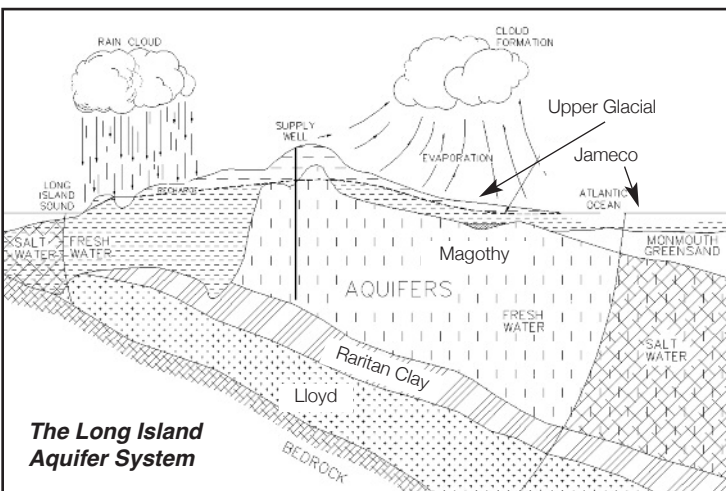 RAIN CLOUD
CLOUD
FORMATION
Upper Glacial
SUPPLY
WELL
Jameco
EVAPORATION
LONG
ISLAND
SOUND
RECHARGE
ATLANTIC
OCEAN
SALT
WATER
FRESH
WATER
Magothy
MONMOUTH
GREENSAND
AQUIFERS
FRESH
WATER
SALT
WATER
Raritan Clay
Lloyd
The Long Island
Aquifer System
BEDROCK